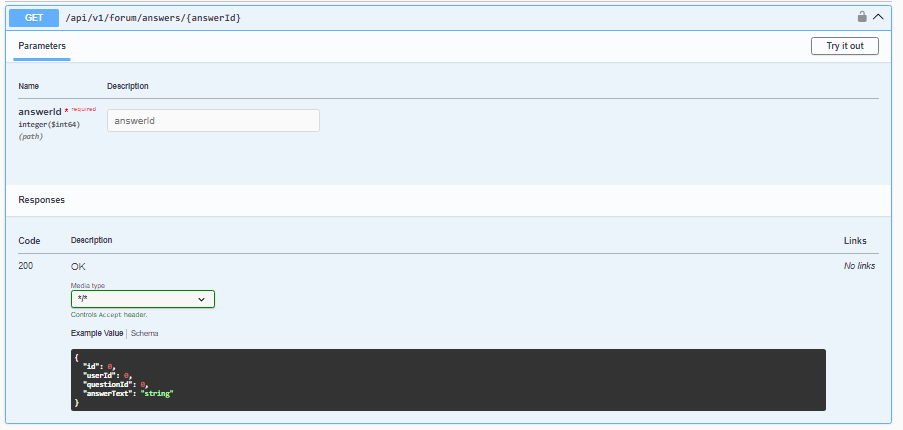 GET /api/v1/forum/answers/{answerId}
Parameters
Try it out
Name Description
answerId * required
integer($int64)
(path)
answerId
Responses
Code Description Links
200 OK No links
Media type
*/*
Controls Accept header.
Example Value | Schema
{
"id": 0,
"userId": 0,
"questionId": 0,
"answerText": "string"
}